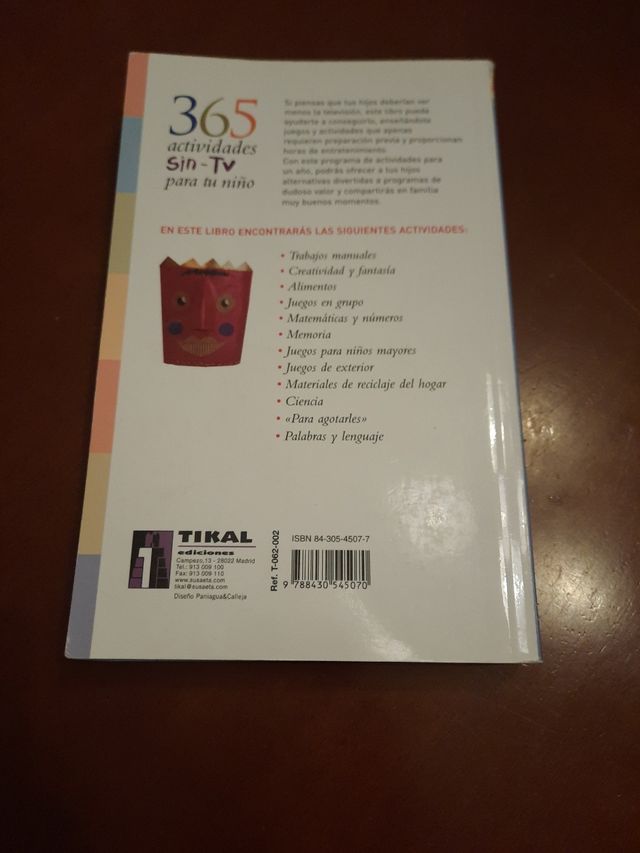 365
actividades
Sin-Tv
para tu niño
Si piensas que tus hijos deberían ver
menos la televisión, este libro puede
ayudarte a conseguirlo, enseñándote
juegos y actividades que apenas
requieren preparación previa y proporcionan
horas de entretenimiento.
Con este programa de actividades para
un año, podrás ofrecer a tus hijos
alternativas divertidas a programas de
dudoso valor y compartirás en familia
muy buenos momentos.
EN ESTE LIBRO ENCONTRARÁS LAS SIGUIENTES ACTIVIDADES:
• Trabajos manuales
• Creatividad y fantasía
• Alimentos
• Juegos en grupo
• Matemáticas y números
• Memoria
• Juegos para niños mayores
• Juegos de exterior
• Materiales de reciclaje del hogar
• Ciencia
• «Para agotarles»
• Palabras y lenguaje
TIKAL
ediciones
Campezo,13 - 28022 Madrid
Tel.: 913 009 100
Fax: 913 009 110
www.susaeta.com
tikal@susaeta.com
Diseño Paniagua&Calleja
Ref. T-062-002
ISBN 84-305-4507-7
9 788430 545070